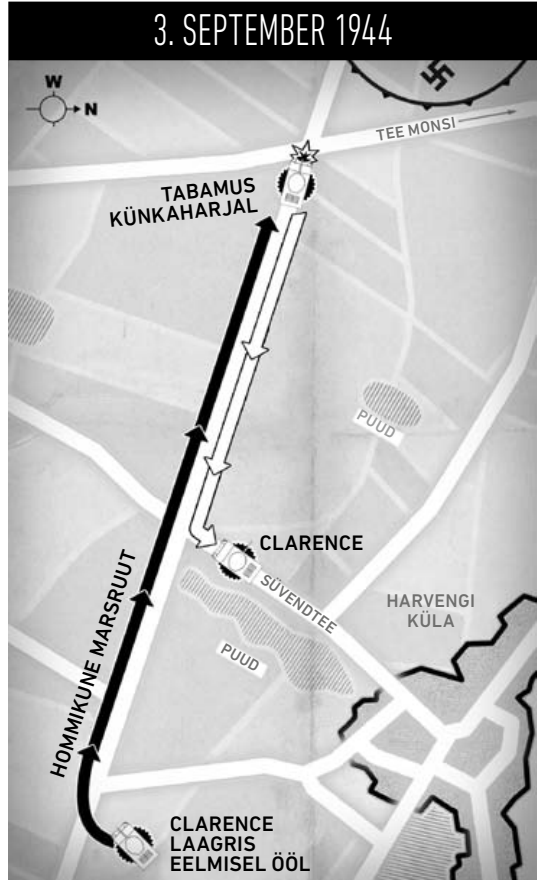 3. SEPTEMBER 1944
W
N
TEE MONSI
TABAMUS
KÜNKAHARJAL
PUUD
CLARENCE
SÜVENDTEE
HARVENGI
KÜLA
PUUD
HOMMIKUNE MARSRUUT
CLARENCE
LAAGRIS
EELMISEL ÖÖL